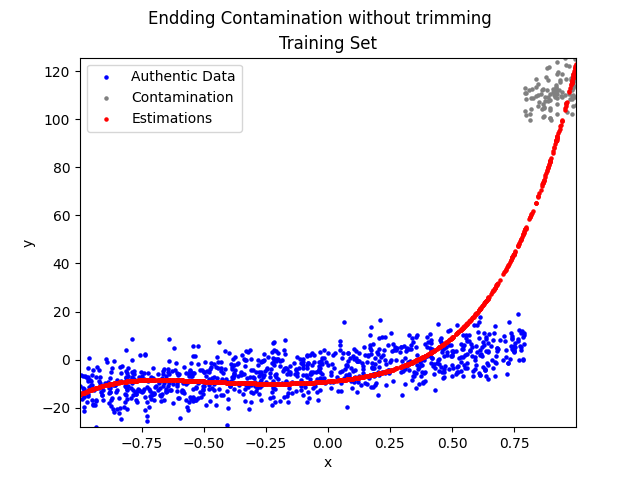 Endding Contamination without trimming
Training Set
Authentic Data
Contamination
Estimations
120
100
80
60
40
20
0
−20
y
−0.75 −0.50 −0.25 0.00 0.25 0.50 0.75
x